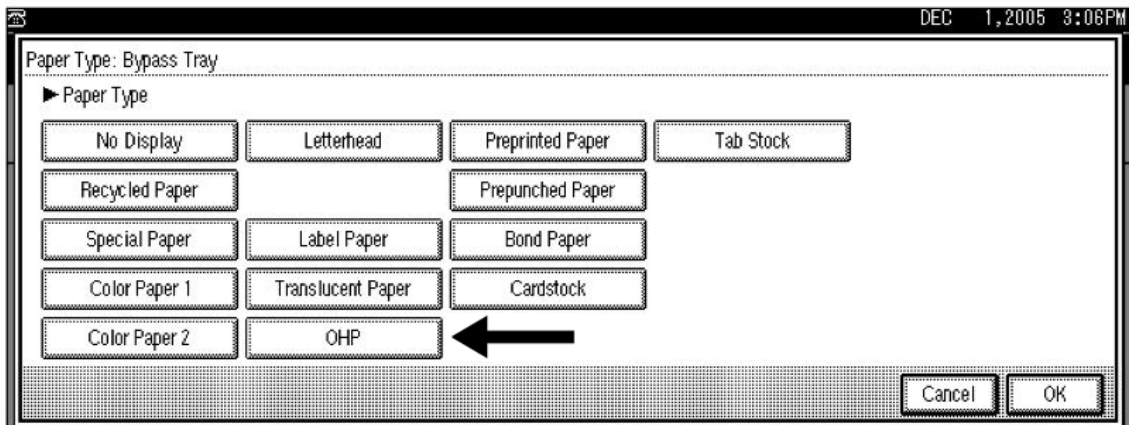 DEC 1,2005 3:06PM
Paper Type: Bypass Tray
►Paper Type
No Display Letterhead Preprinted Paper Tab Stock
Recycled Paper Prepunched Paper
Special Paper Label Paper Bond Paper
Color Paper 1 Translucent Paper Cardstock
Color Paper 2 OHP
Cancel OK